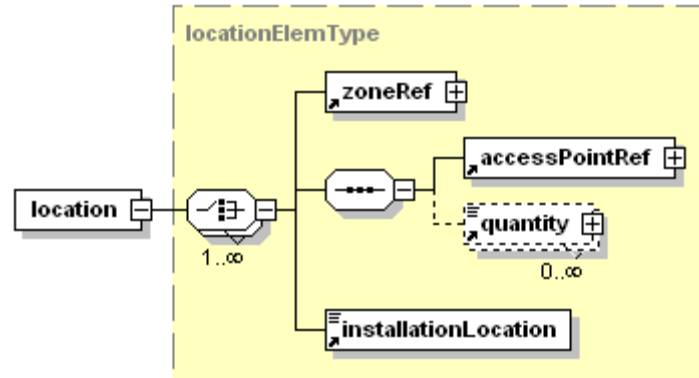 locationElemType
zoneRef
accessPointRef
location
1..∞
quantity
0..∞
installationLocation